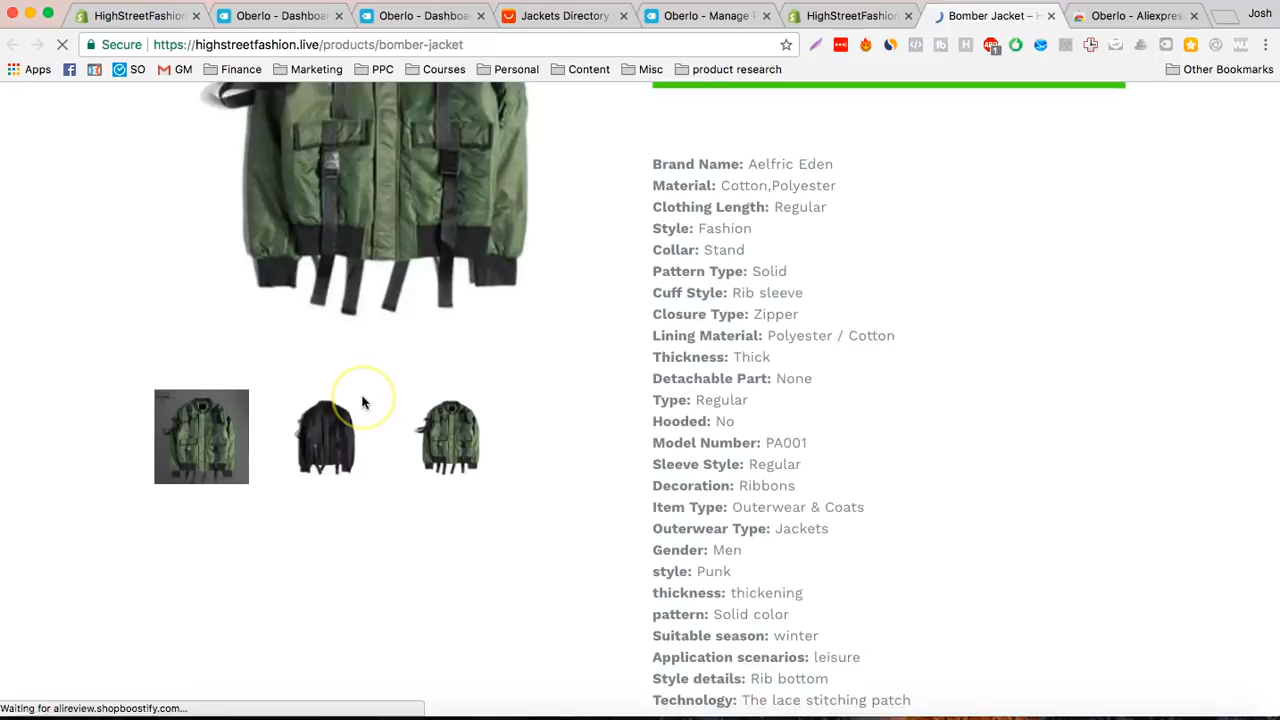 HighStreetFashion
Oberlo - Dashboa
Oberlo - Dashboa
Jackets Directory
Oberlo - Manage P
HighStreetFashion
Bomber Jacket – H
Oberlo - Aliexpres
Josh
Secure
https://highstreetfashion.live/products/bomber-jacket
1
Apps
SO
GM
Finance
Marketing
PPC
Courses
Personal
Content
Misc
product research
Other Bookmarks
Brand Name: Aelfric Eden
Material: Cotton,Polyester
Clothing Length: Regular
Style: Fashion
Collar: Stand
Pattern Type: Solid
Cuff Style: Rib sleeve
Closure Type: Zipper
Lining Material: Polyester / Cotton
Thickness: Thick
Detachable Part: None
Type: Regular
Hooded: No
Model Number: PA001
Sleeve Style: Regular
Decoration: Ribbons
Item Type: Outerwear & Coats
Outerwear Type: Jackets
Gender: Men
style: Punk
thickness: thickening
pattern: Solid color
Suitable season: winter
Application scenarios: leisure
Style details: Rib bottom
Technology: The lace stitching patch
Waiting for alireview.shopboostify.com...